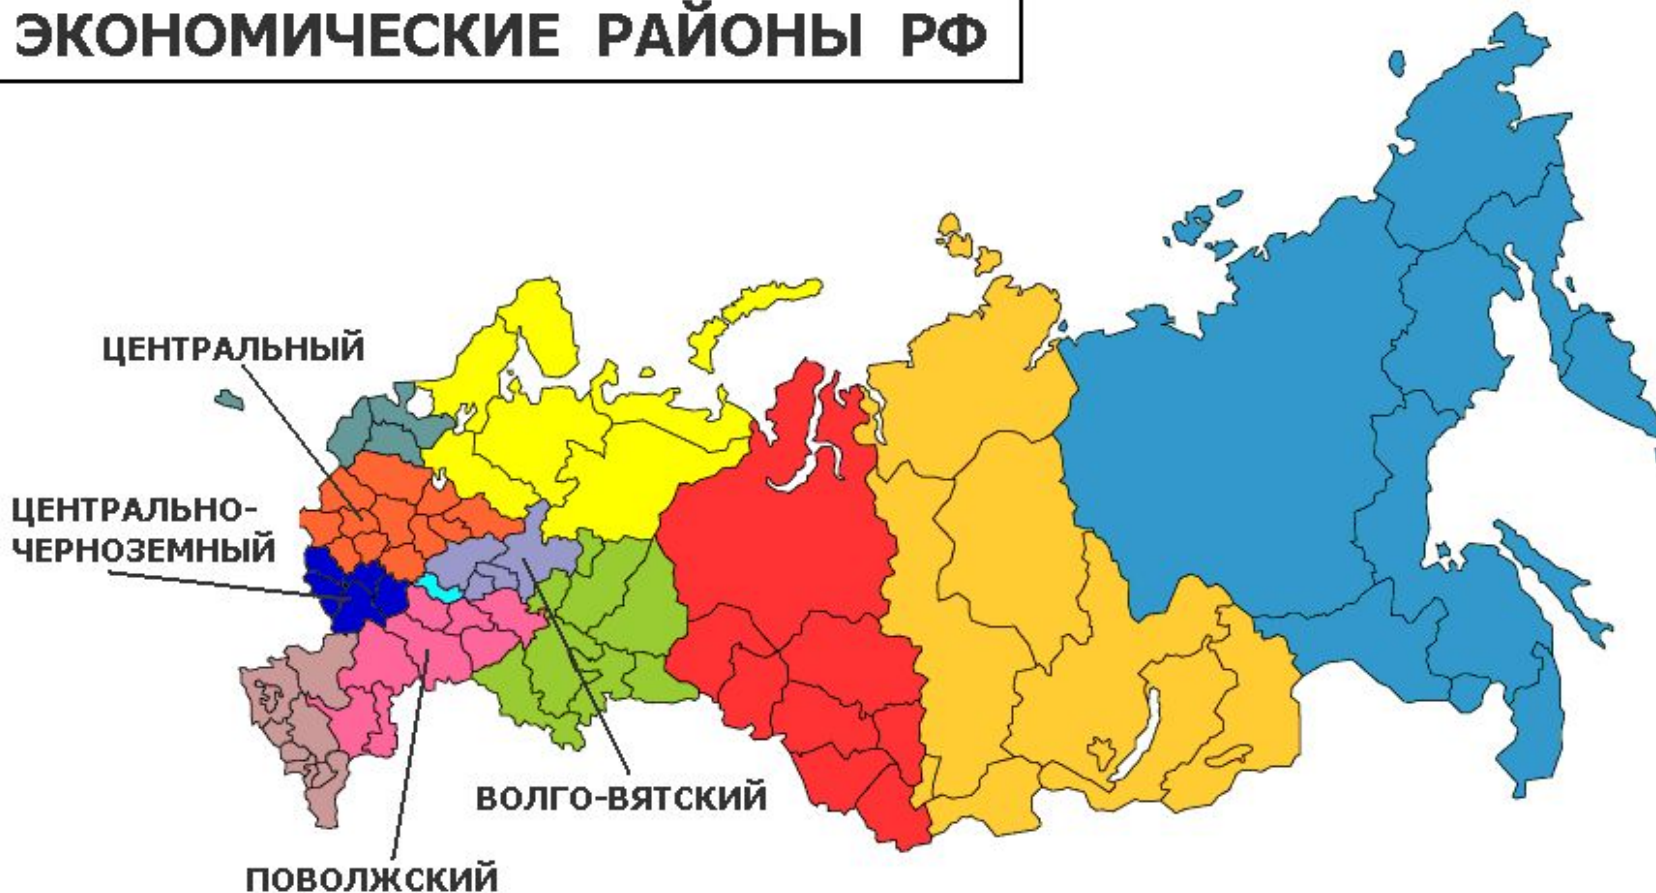 ЭКОНОМИЧЕСКИЕ РАЙОНЫ РФ
ЦЕНТРАЛЬНЫЙ
ЦЕНТРАЛЬНО-
ЧЕРНОЗЕМНЫЙ
ВОЛГО-ВЯТСКИЙ
ПОВОЛЖСКИЙ